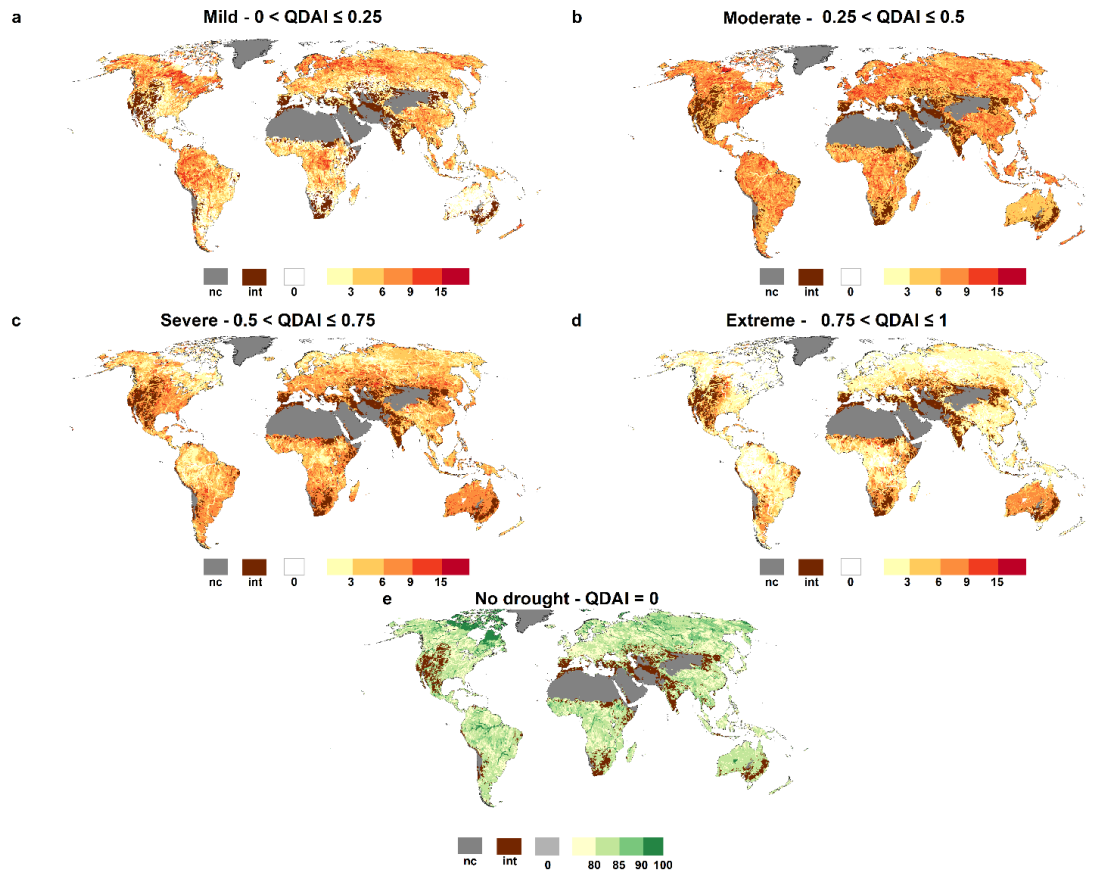 a
Mild - 0 < QDAI ≤ 0.25
b
Moderate - 0.25 < QDAI ≤ 0.5
nc int 0 3 6 9 15
nc int 0 3 6 9 15
c
Severe - 0.5 < QDAI ≤ 0.75
d
Extreme - 0.75 < QDAI ≤ 1
nc int 0 3 6 9 15
nc int 0 3 6 9 15
e
No drought - QDAI = 0
nc int 0 80 85 90 100